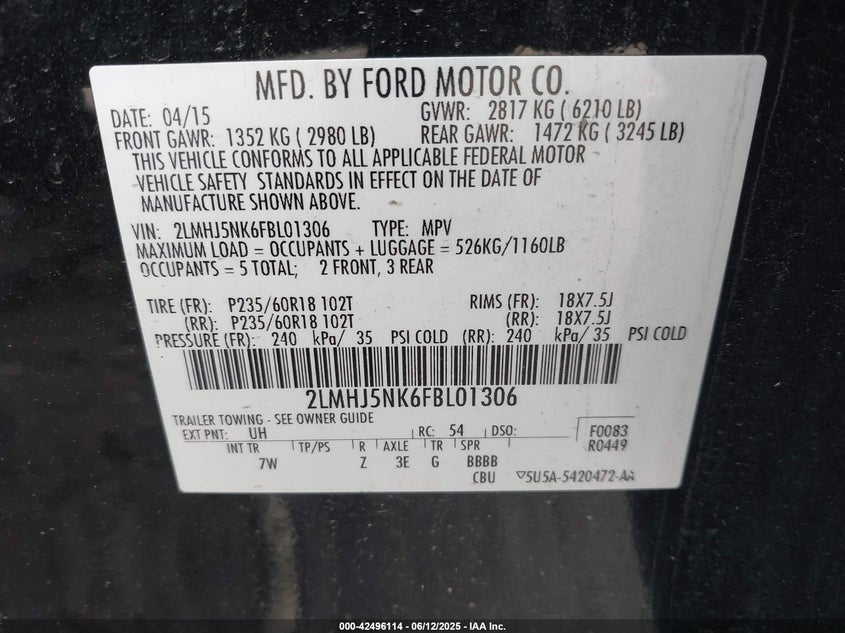 MFD. BY FORD MOTOR CO.
DATE: 04/15 GVWR: 2817 KG ( 6210 LB)
FRONT GAWR: 1352 KG ( 2980 LB) REAR GAWR: 1472 KG ( 3245 LB)
THIS VEHICLE CONFORMS TO ALL APPLICABLE FEDERAL MOTOR
VEHICLE SAFETY STANDARDS IN EFFECT ON THE DATE OF
MANUFACTURE SHOWN ABOVE.
VIN: 2LMHJ5NK6FBL01306 TYPE: MPV
MAXIMUM LOAD = OCCUPANTS + LUGGAGE = 526KG/1160LB
OCCUPANTS = 5 TOTAL; 2 FRONT, 3 REAR
TIRE (FR): P235/60R18 102T RIMS (FR): 18X7.5J
(RR): P235/60R18 102T (RR): 18X7.5J
PRESSURE (FR): 240 kPa/ 35 PSI COLD (RR): 240 kPa/ 35 PSI COLD
2LMHJ5NK6FBL01306
TRAILER TOWING - SEE OWNER GUIDE
EXT PNT: UH RC: 54 DSO: F0083
INT TR TP/PS R AXLE TR SPR R0449
7W Z 3E G BBBB
CBU 5U5A-5420472-AA
000-42496114 - 06/12/2025 - IAA Inc.